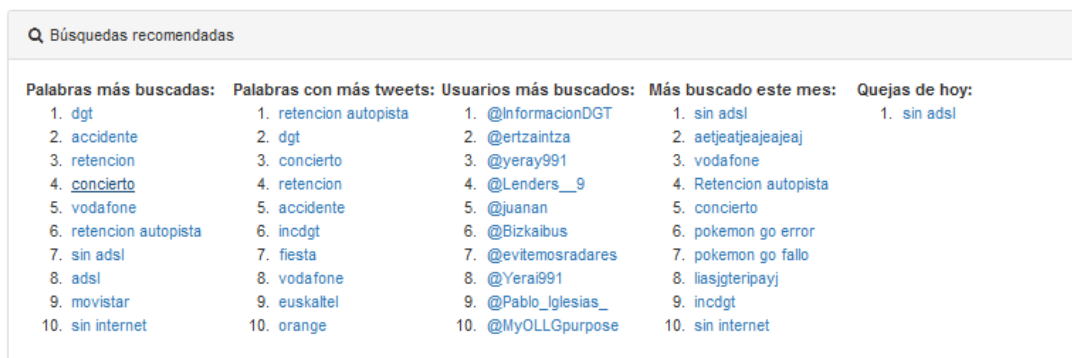 Búsquedas recomendadas
Palabras más buscadas:
1. dgt
2. accidente
3. retencion
4. concierto
5. vodafone
6. retencion autopista
7. sin adsl
8. adsl
9. movistar
10. sin internet
Palabras con más tweets:
1. retencion autopista
2. dgt
3. concierto
4. retencion
5. accidente
6. incdgt
7. fiesta
8. vodafone
9. euskaltel
10. orange
Usuarios más buscados:
1. @InformacionDGT
2. @ertzaintza
3. @yeray991
4. @Lenders__9
5. @juanan
6. @Bizkaibus
7. @evitemosradares
8. @Yerai991
9. @Pablo_Iglesias_
10. @MyOLLGpurpose
Más buscado este mes:
1. sin adsl
2. aetjeatjeajeajeaj
3. vodafone
4. Retencion autopista
5. concierto
6. pokemon go error
7. pokemon go fallo
8. liasjgteripayj
9. incdgt
10. sin internet
Quejas de hoy:
1. sin adsl